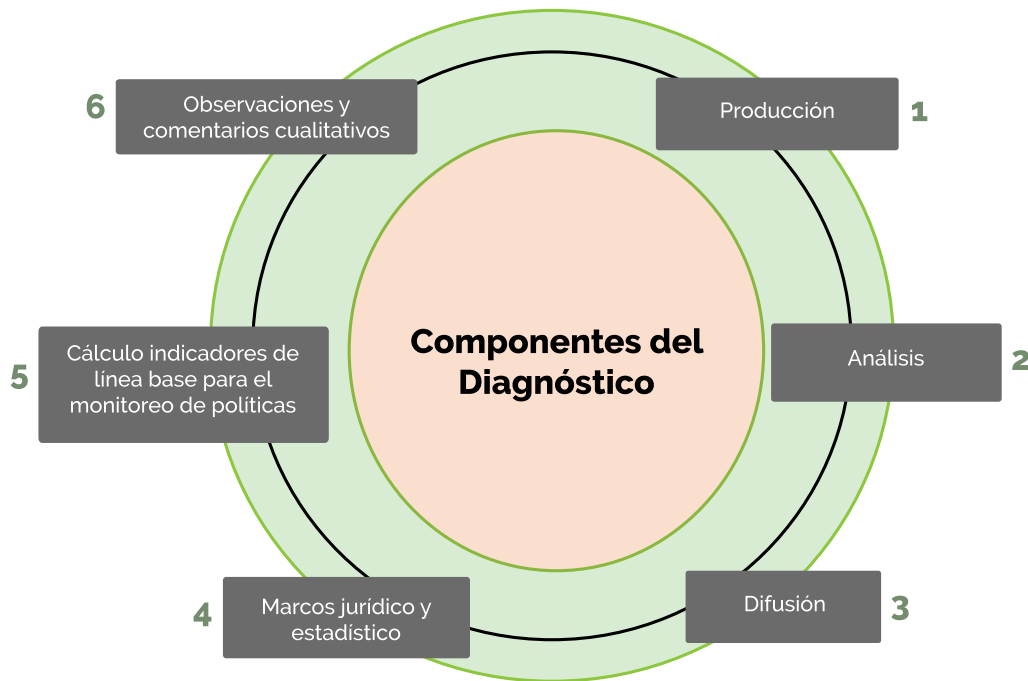 Componentes del
Diagnóstico
1
Producción
2
Análisis
3
Difusión
4
Marcos jurídico y
estadístico
5
Cálculo indicadores de
línea base para el
monitoreo de políticas
6
Observaciones y
comentarios cualitativos